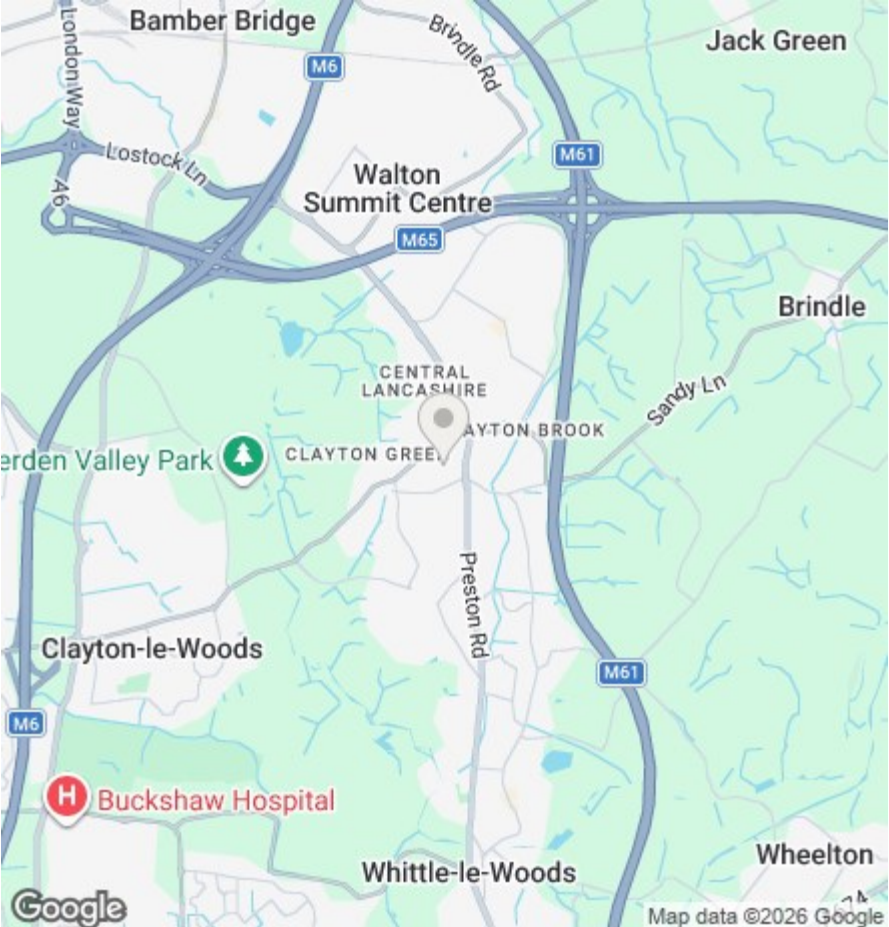 Bamber Bridge
London Way
Brindle Rd
Jack Green
M6
M61
Lostock Ln
A6
Walton
Summit Centre
M65
Brindle
CENTRAL
LANCASHIRE
Sandy Ln
AYTON BROOK
CLAYTON GREE
erden Valley Park
Preston Rd
Clayton-le-Woods
M61
M6
H
Buckshaw Hospital
Wheelton
Whittle-le-Woods
674
Google
Map data ©2026 Google